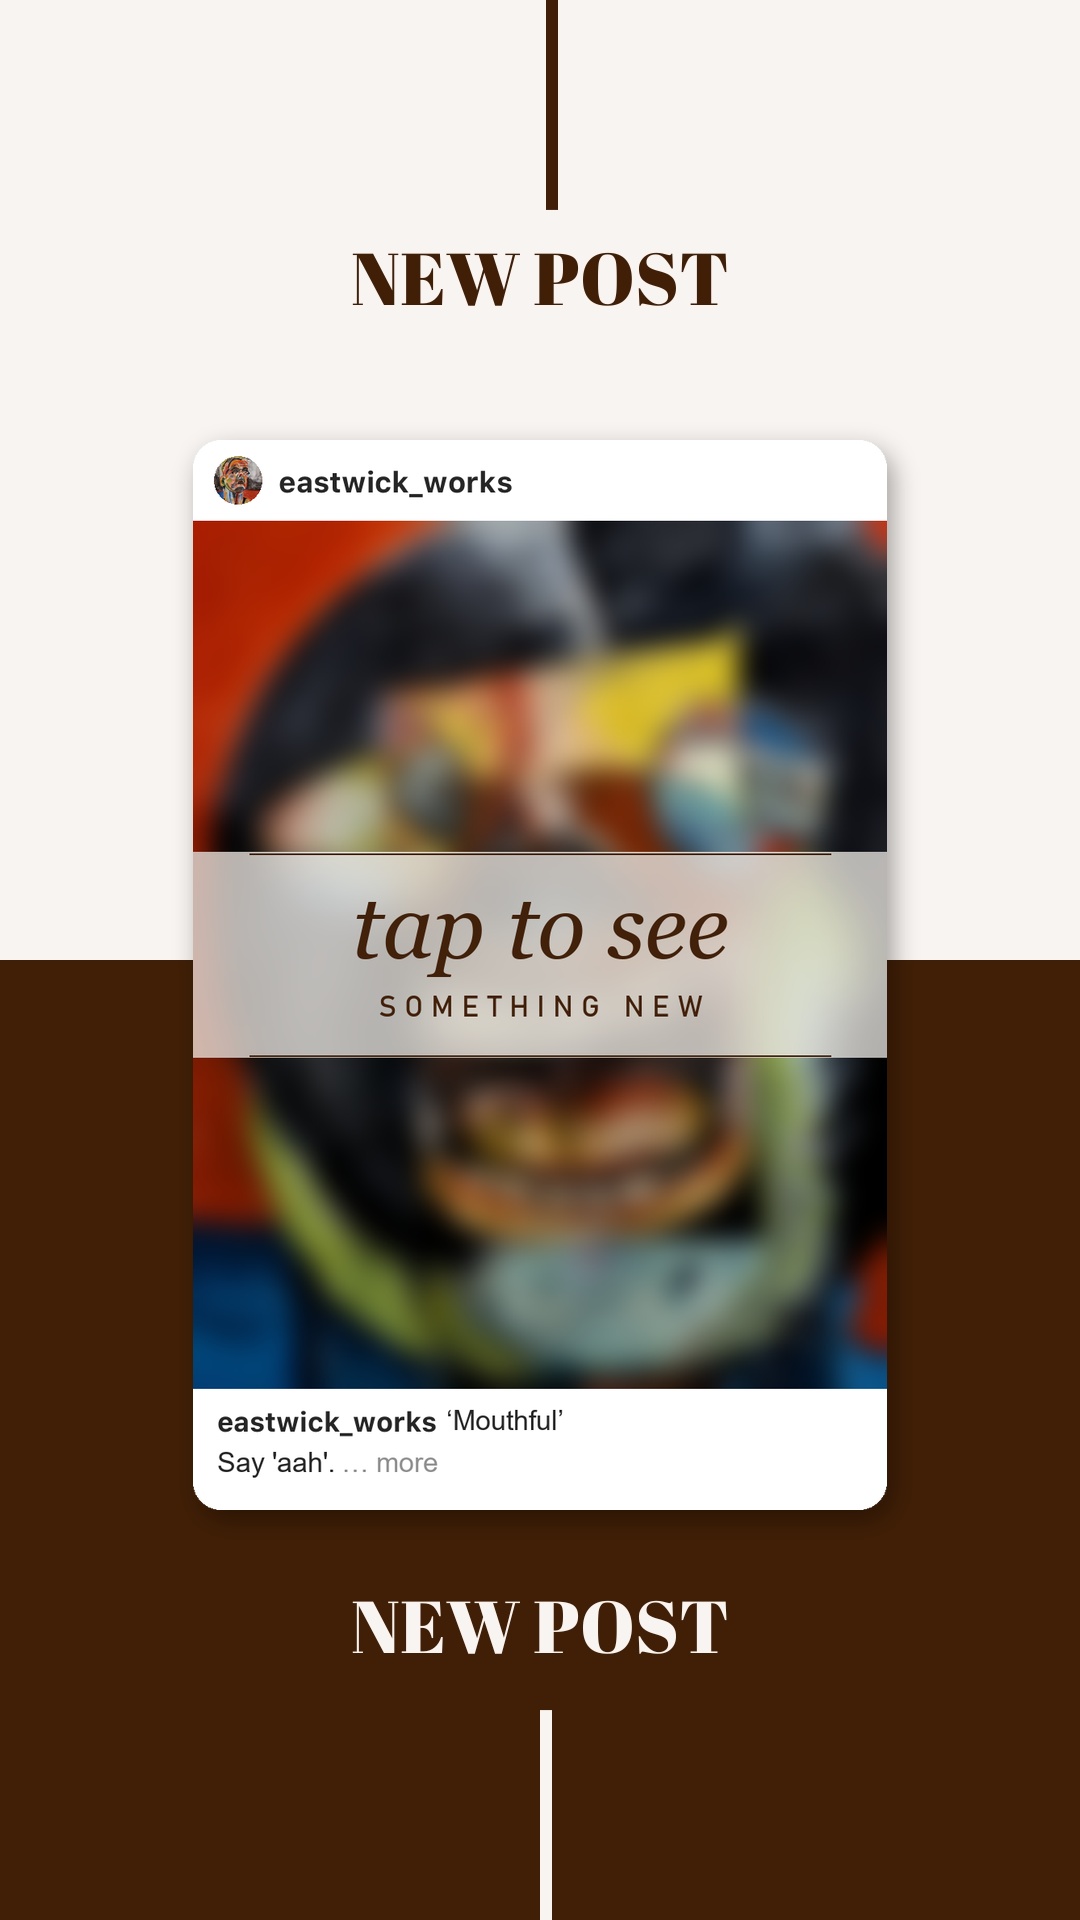 NEW POST
eastwick_works
tap to see
SOMETHING NEW
eastwick_works ‘Mouthful’
Say 'aah'. ... more
NEW POST